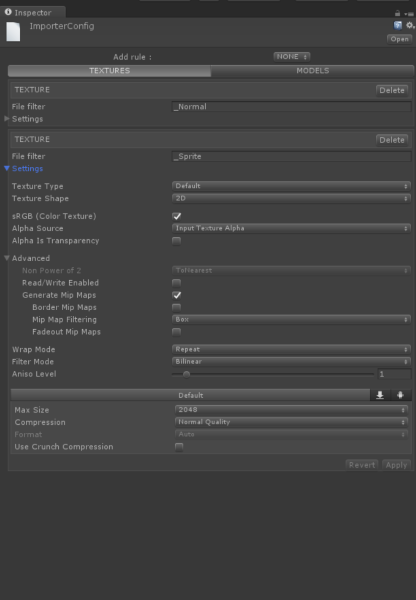 Inspector
ImporterConfig
Open
Add rule : NONE
TEXTURES MODELS
TEXTURE Delete
File filter _Normal
Settings
TEXTURE Delete
File filter _Sprite
Settings
Texture Type Default
Texture Shape 2D
sRGB (Color Texture)
Alpha Source Input Texture Alpha
Alpha Is Transparency
Advanced
Non Power of 2 ToNearest
Read/Write Enabled
Generate Mip Maps
Border Mip Maps
Mip Map Filtering Box
Fadeout Mip Maps
Wrap Mode Repeat
Filter Mode Bilinear
Aniso Level 1
Default
Max Size 2048
Compression Normal Quality
Format Auto
Use Crunch Compression
Revert Apply